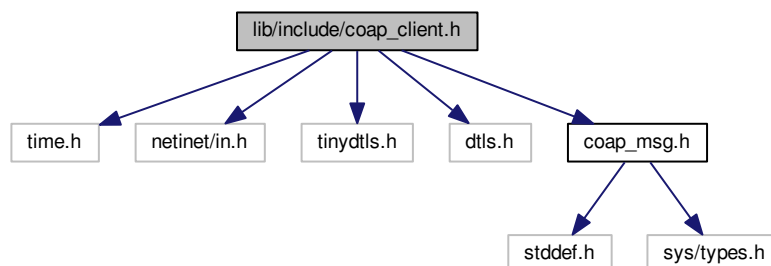 lib/include/coap_client.h
time.h
netinet/in.h
tinydtls.h
dtls.h
coap_msg.h
stddef.h
sys/types.h